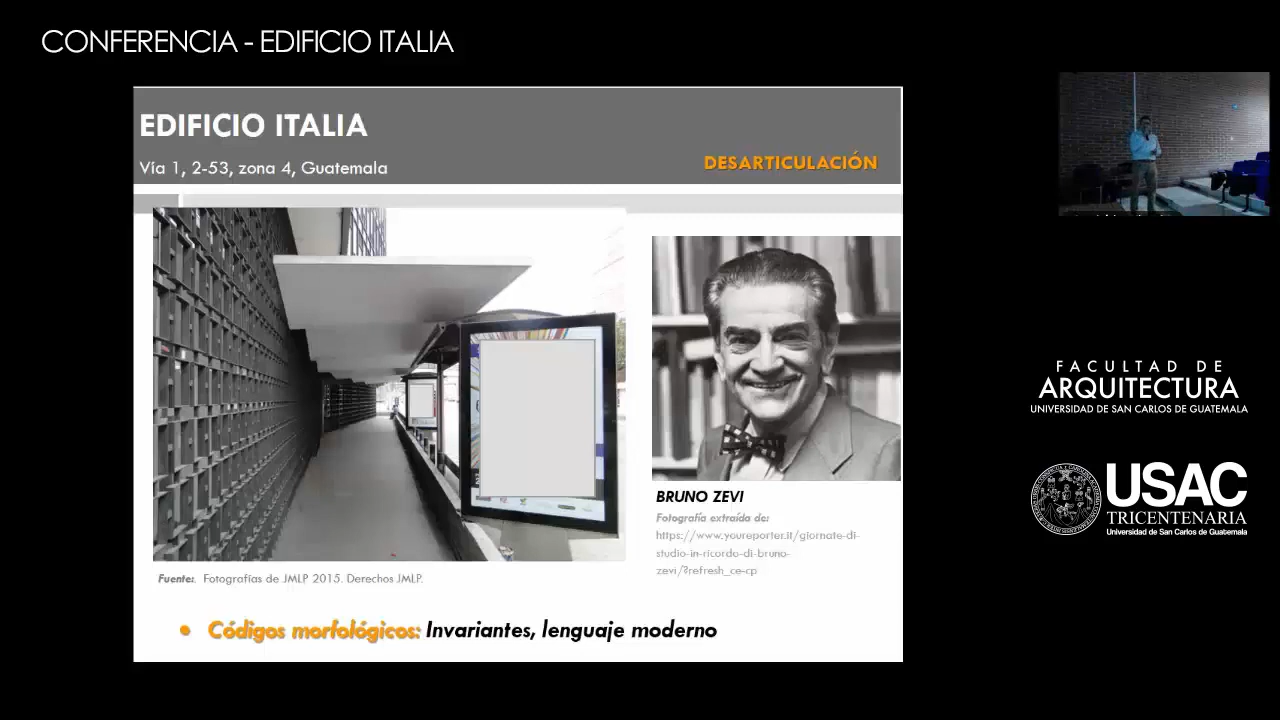 CONFERENCIA - EDIFICIO ITALIA
EDIFICIO ITALIA
Vía 1, 2-53, zona 4, Guatemala
DESARTICULACIÓN
BRUNO ZEVI
Fotografía extraída de:
https://www.youreporter.it/giornate-di-
studio-in-ricordo-di-bruno-
zevi/?refresh_ce-cp
Fuente:. Fotografías de JMLP 2015. Derechos JMLP.
• Códigos morfológicos: Invariantes, lenguaje moderno
FACULTAD DE
ARQUITECTURA
UNIVERSIDAD DE SAN CARLOS DE GUATEMALA
USAC
TRICENTENARIA
Universidad de San Carlos de Guatemala